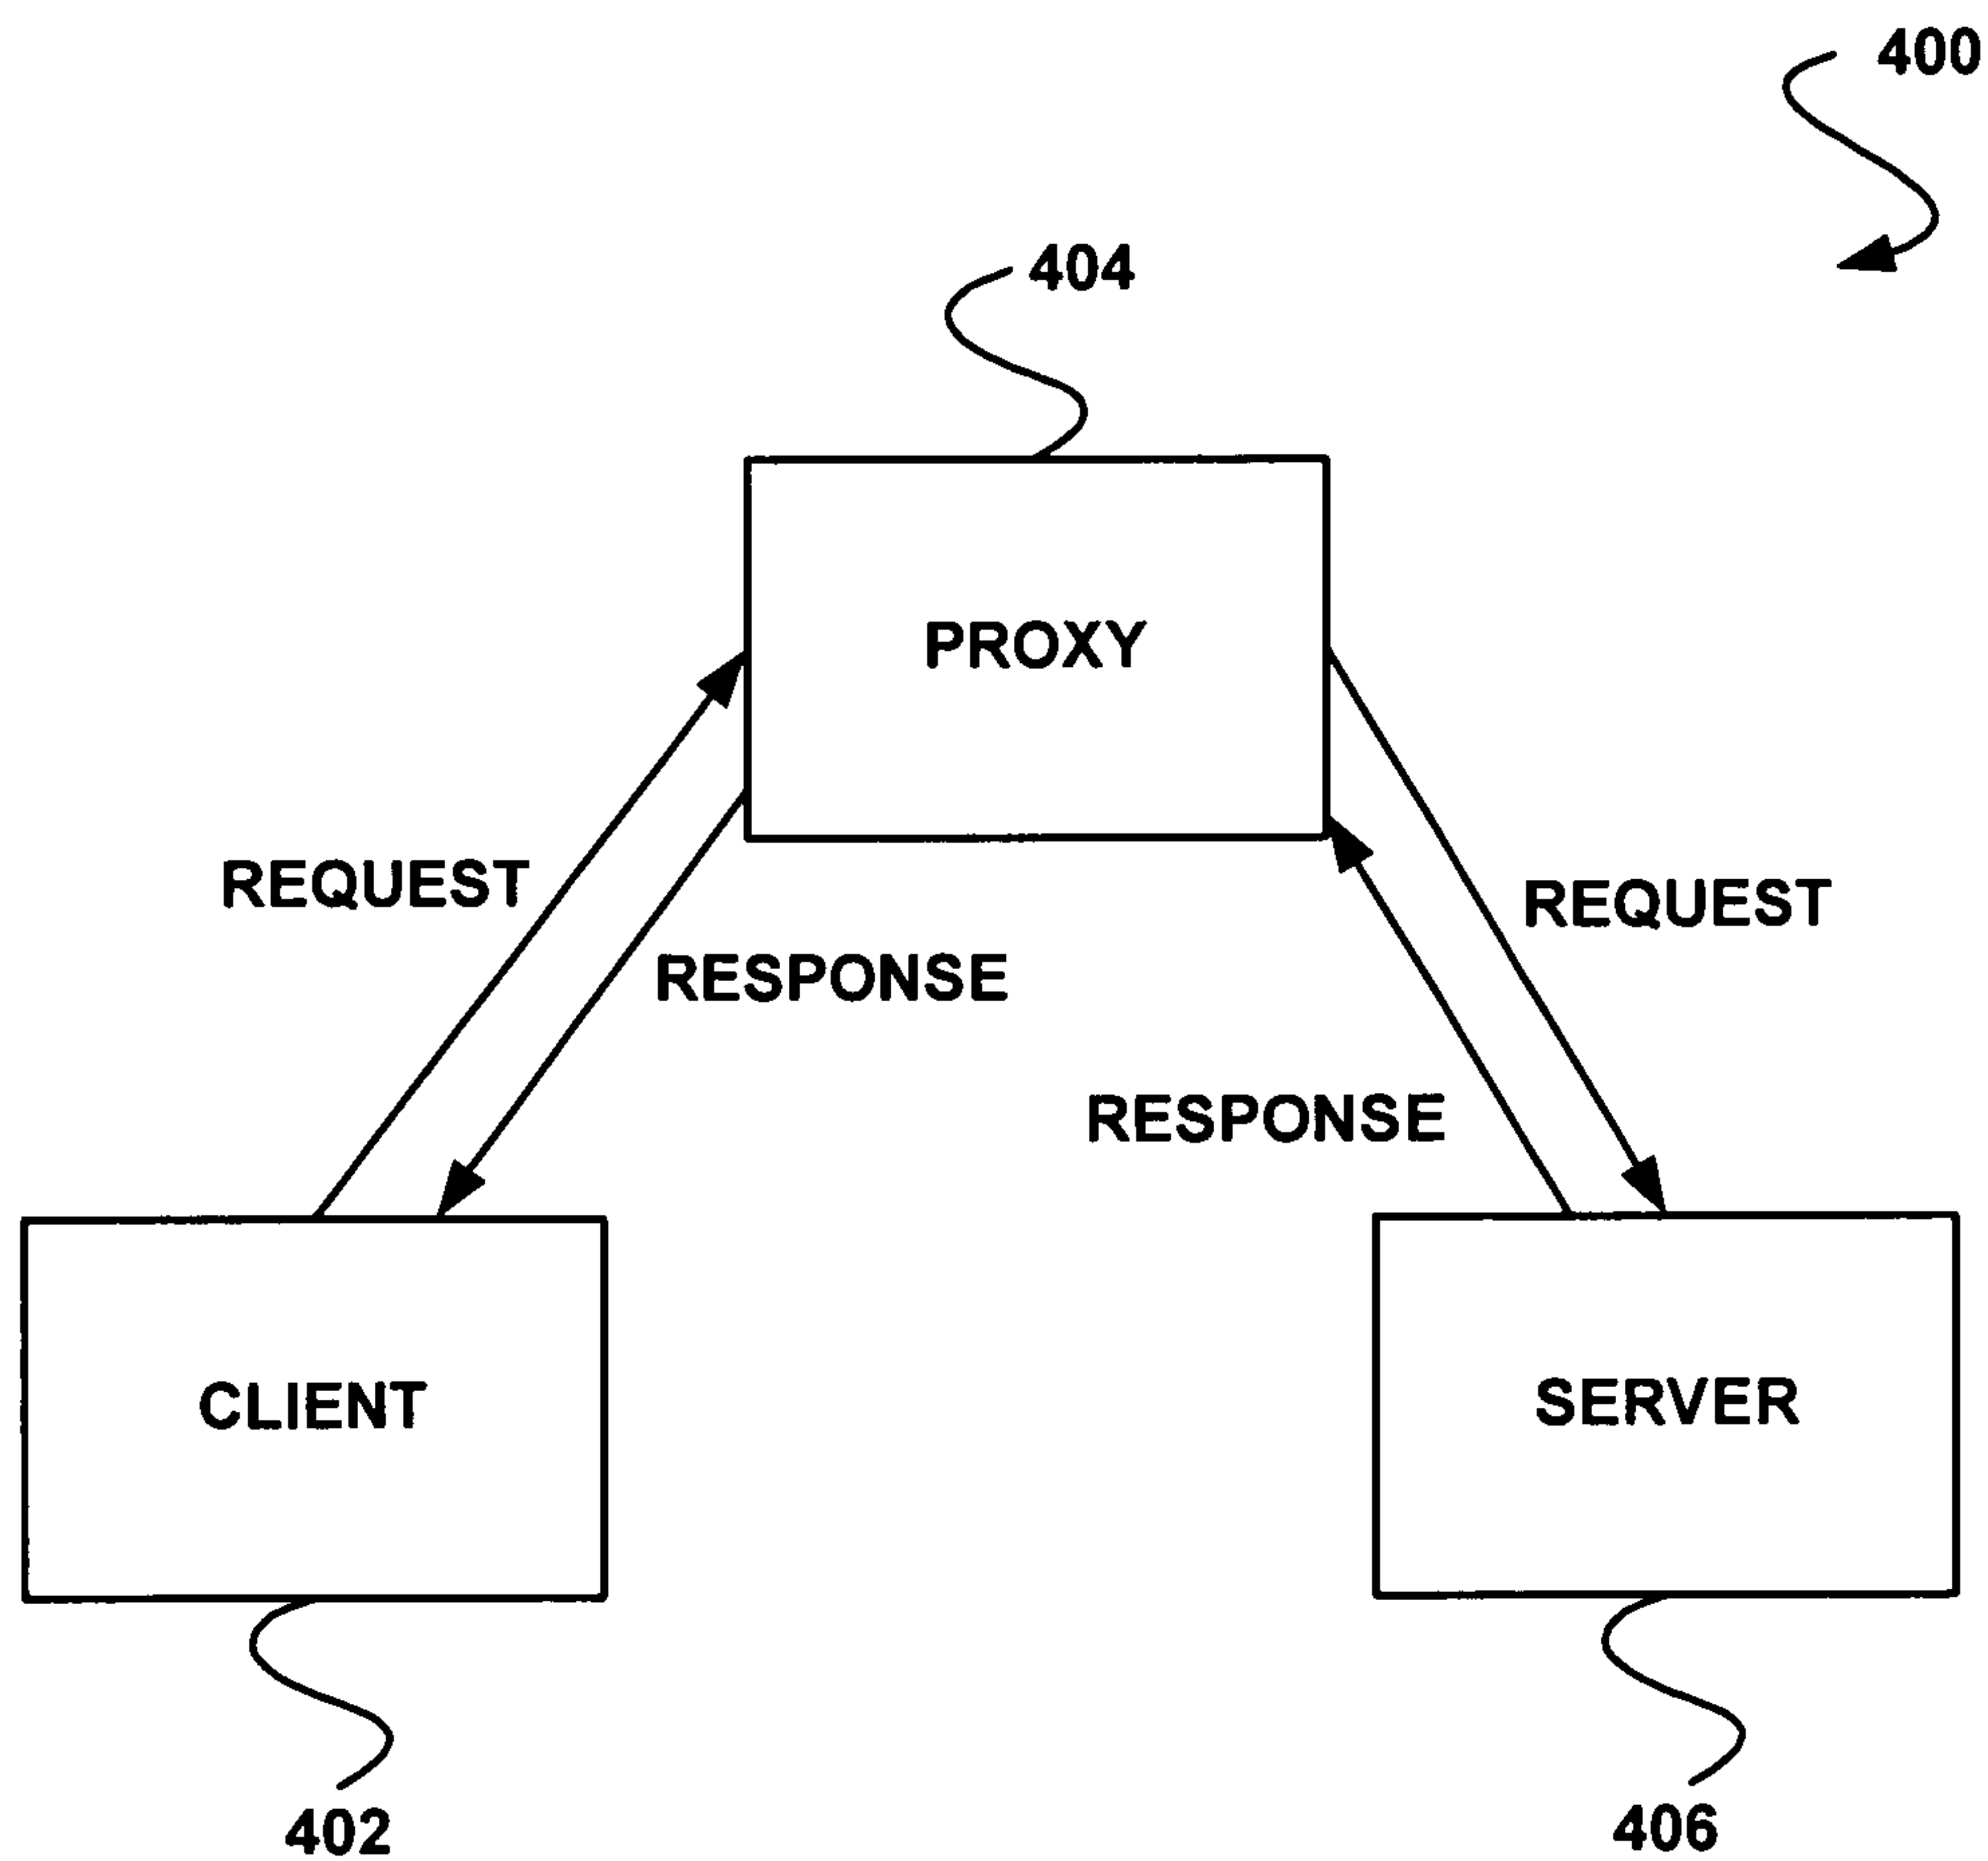 400
404
PROXY
REQUEST
REQUEST
RESPONSE
RESPONSE
CLIENT
SERVER
402
406